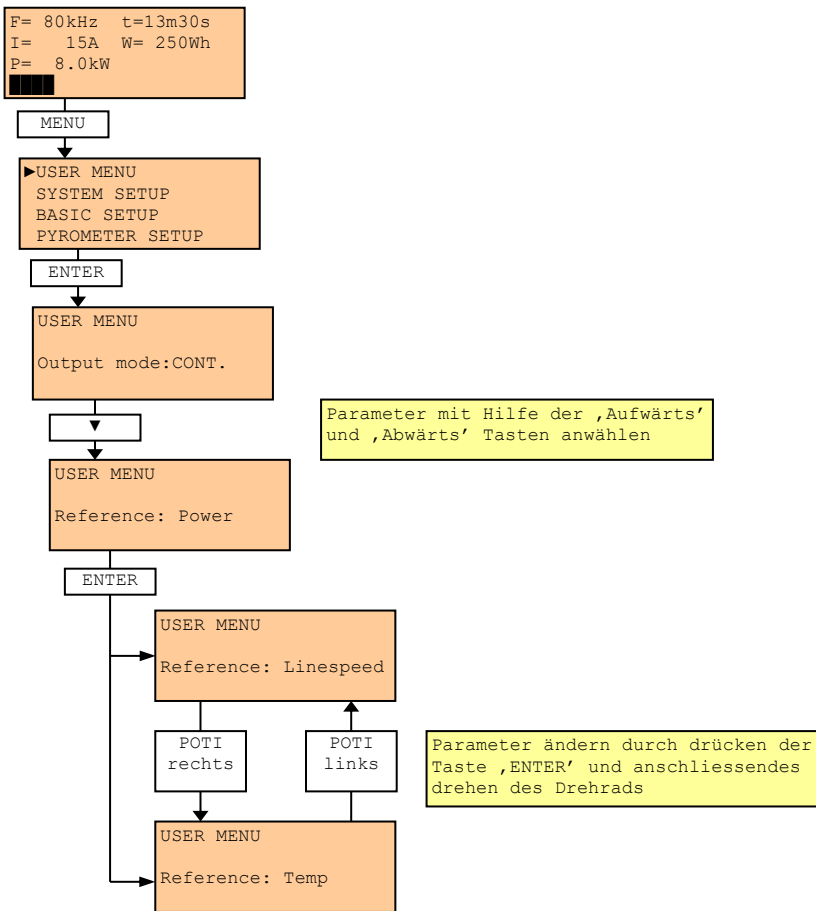 F= 80kHz  t=13m30s
I=   15A  W= 250Wh
P=  8.0kW
MENU
►USER MENU
SYSTEM SETUP
BASIC SETUP
PYROMETER SETUP
ENTER
USER MENU
Output mode:CONT.
▼
Parameter mit Hilfe der ‚Aufwärts’
und ‚Abwärts’ Tasten anwählen
USER MENU
Reference: Power
ENTER
USER MENU
Reference: Linespeed
POTI
rechts
POTI
links
Parameter ändern durch drücken der
Taste ‚ENTER’ und anschliessendes
drehen des Drehrads
USER MENU
Reference: Temp